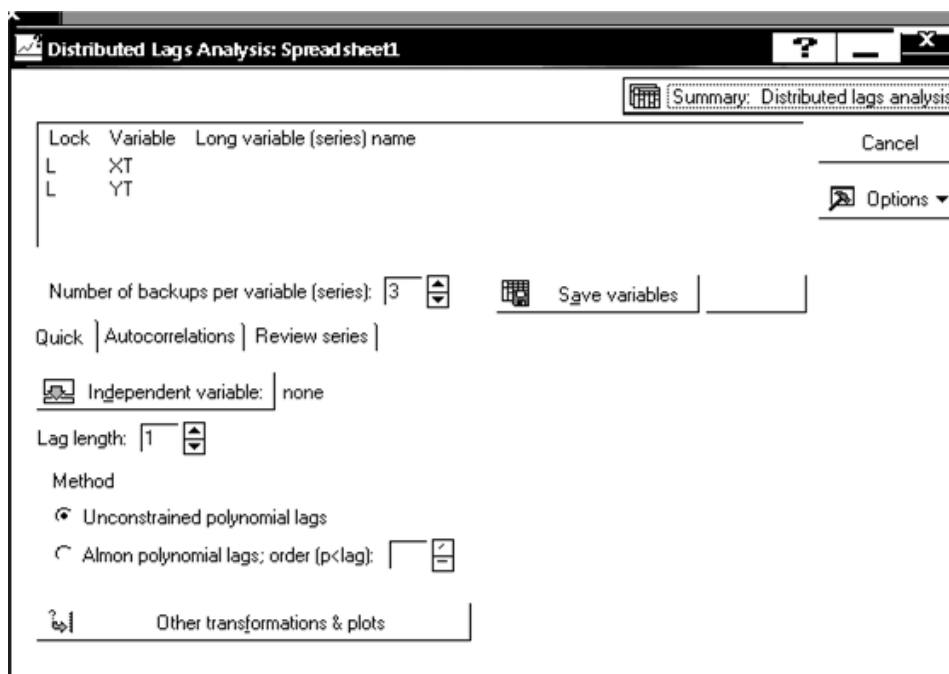 Distributed Lags Analysis: Spreadsheet1
Summary: Distributed lags analysis
Lock Variable Long variable (series) name
L XT
L YT
Cancel
Options
Number of backups per variable (series): 3 Save variables
Quick Autocorrelations Review series
Independent variable: none
Lag length: 1
Method
Unconstrained polynomial lags
Almon polynomial lags; order (p<lag):
Other transformations & plots